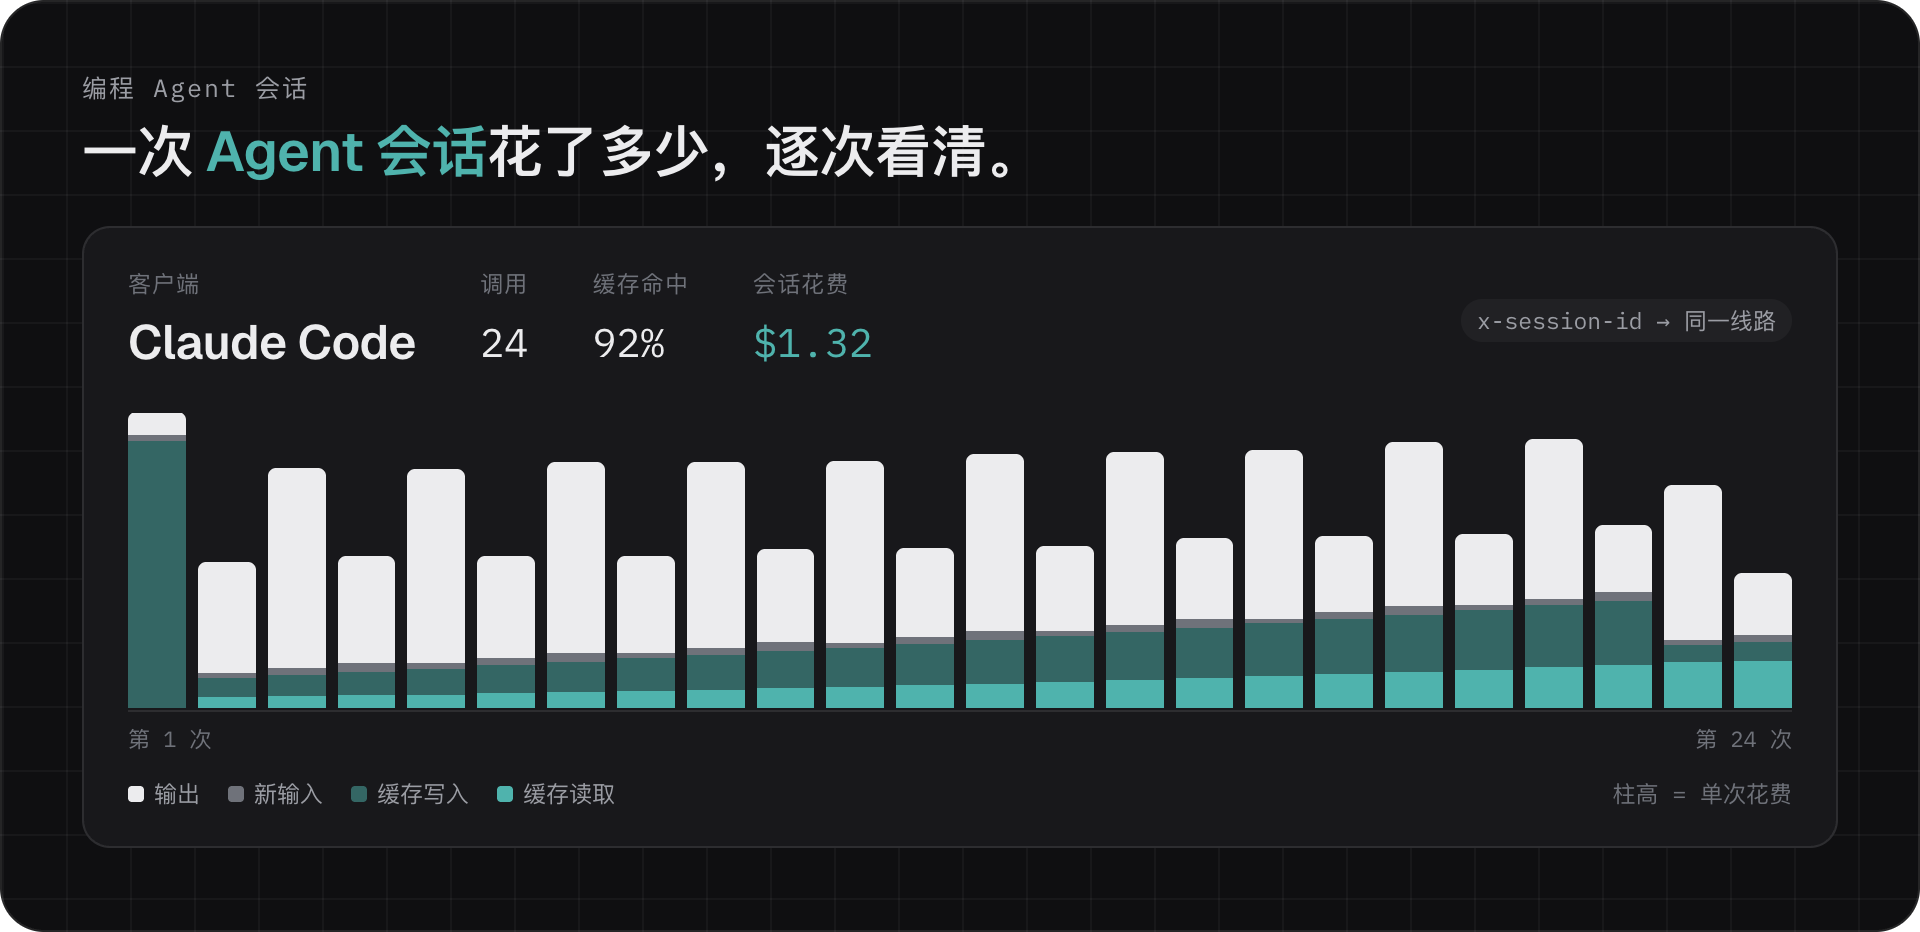 编程 Agent 会话
一次 Agent 会话花了多少，逐次看清。
客户端 调用 缓存命中 会话花费
Claude Code 24 92% $1.32
x-session-id → 同一线路
第 1 次 第 24 次
输出 新输入 缓存写入 缓存读取 柱高 = 单次花费